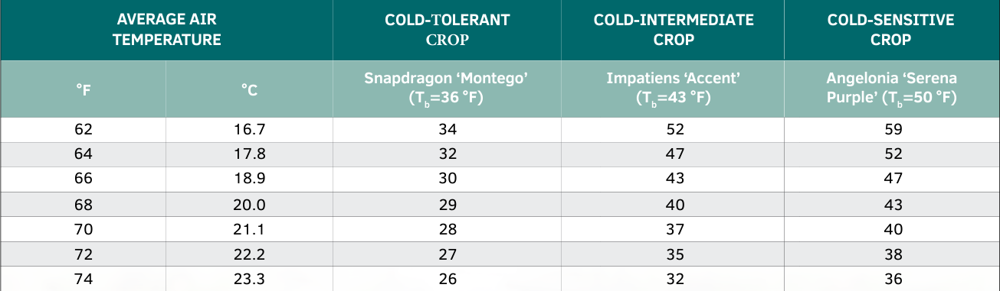 AVERAGE AIR TEMPERATURE | COLD-TOLERANT CROP | COLD-INTERMEDIATE CROP | COLD-SENSITIVE CROP
°F | °C | Snapdragon ‘Montego’ (Tb=36 °F) | Impatiens ‘Accent’ (Tb=43 °F) | Angelonia ‘Serena Purple’ (Tb=50 °F)
62 | 16.7 | 34 | 52 | 59
64 | 17.8 | 32 | 47 | 52
66 | 18.9 | 30 | 43 | 47
68 | 20.0 | 29 | 40 | 43
70 | 21.1 | 28 | 37 | 40
72 | 22.2 | 27 | 35 | 38
74 | 23.3 | 26 | 32 | 36